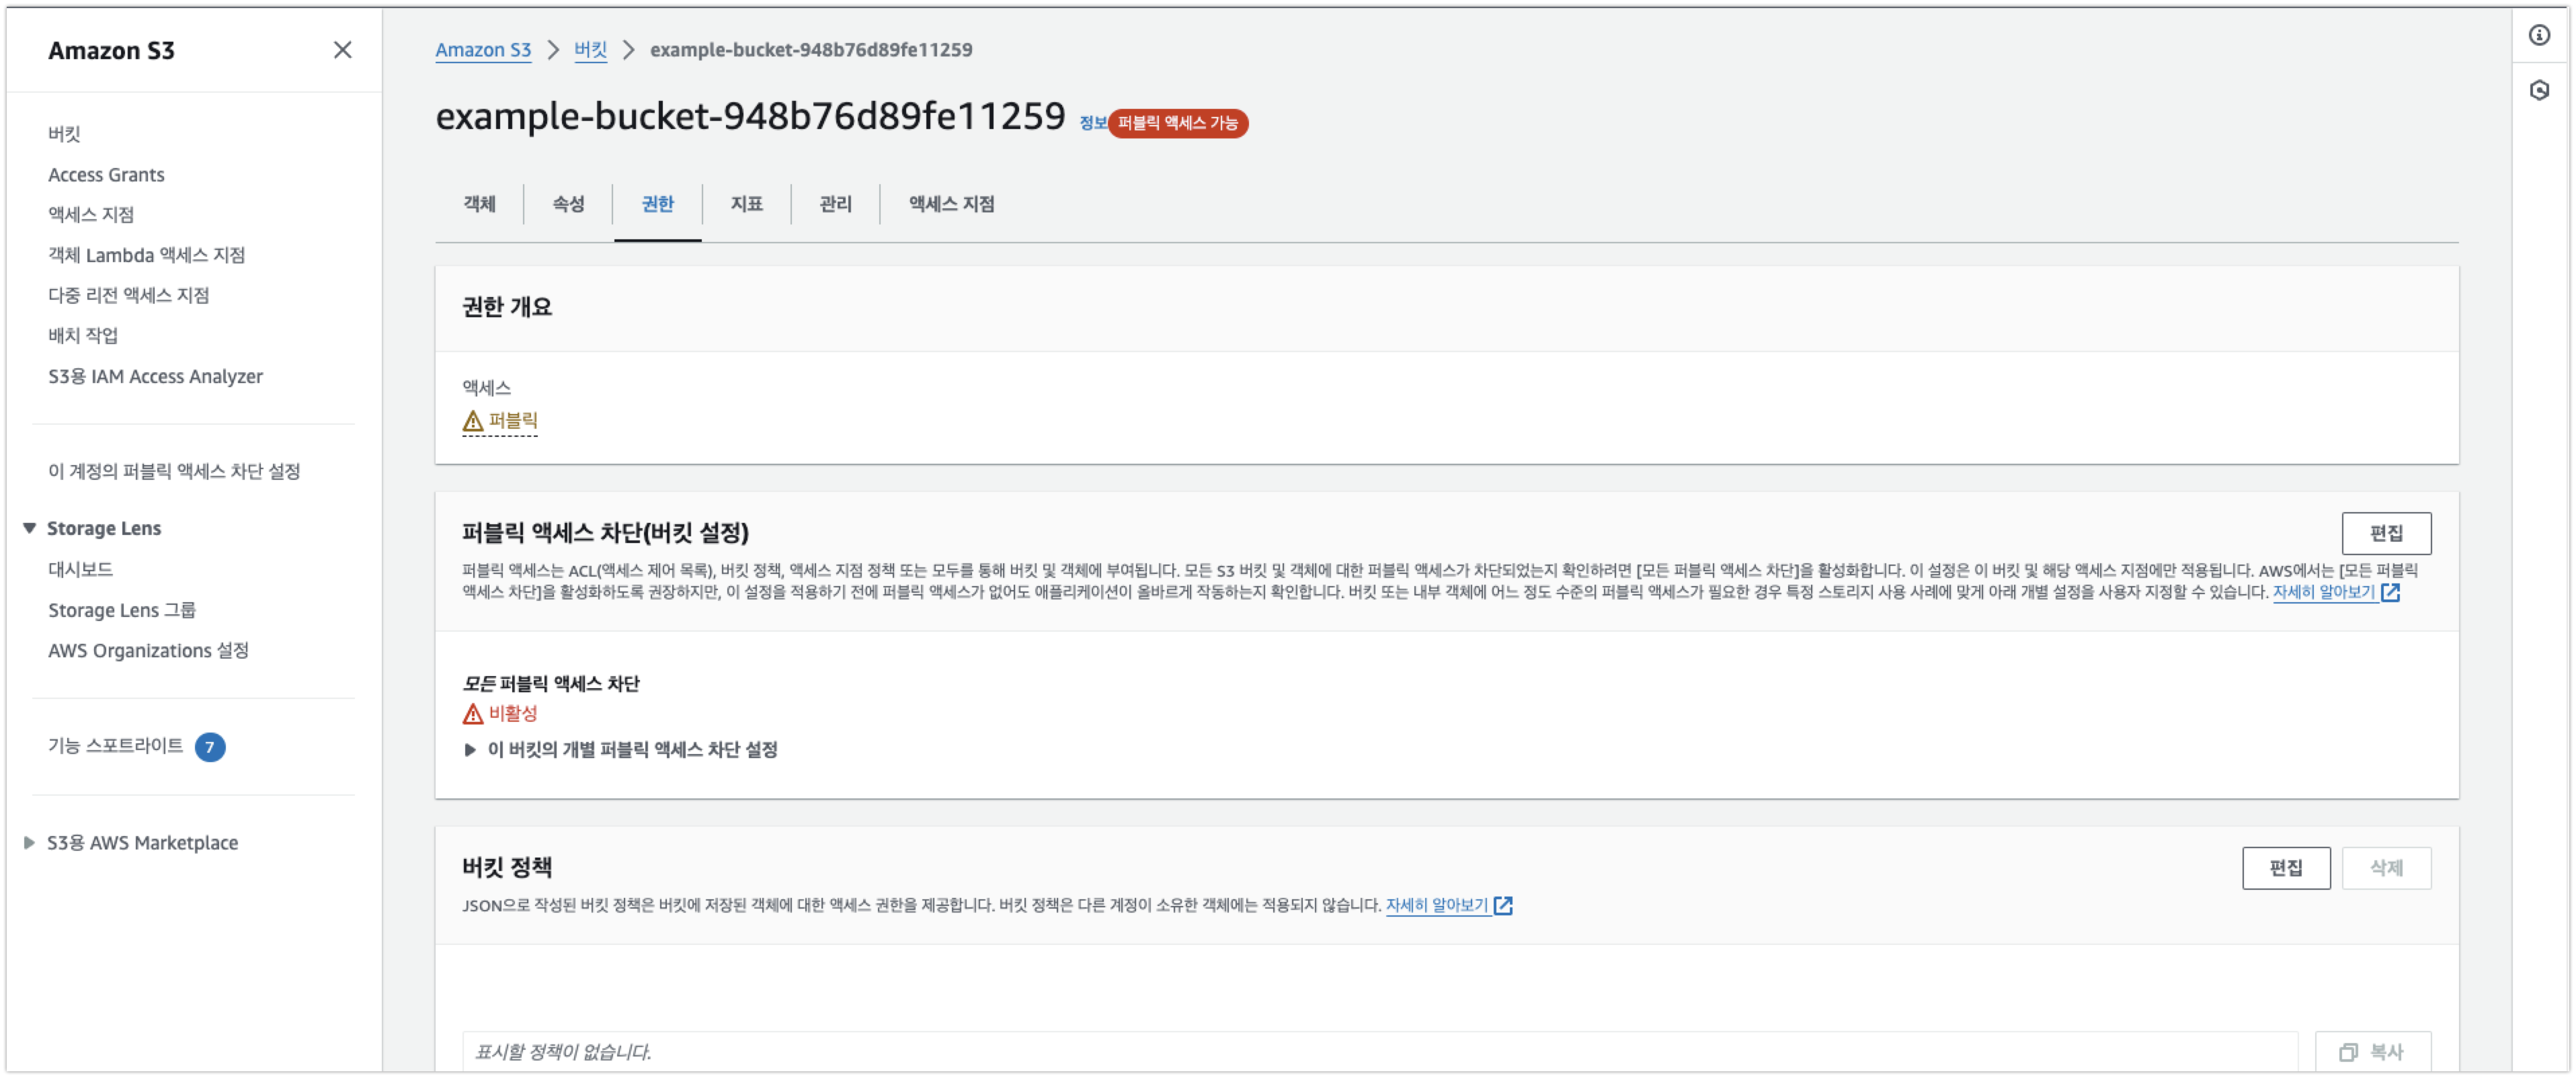 Amazon S3
버킷
Access Grants
액세스 지점
객체 Lambda 액세스 지점
다중 리전 액세스 지점
배치 작업
S3용 IAM Access Analyzer
이 계정의 퍼블릭 액세스 차단 설정
Storage Lens
대시보드
Storage Lens 그룹
AWS Organizations 설정
기능 스포트라이트 7
S3용 AWS Marketplace
Amazon S3 > 버킷 > example-bucket-948b76d89fe11259
example-bucket-948b76d89fe11259 정보 퍼블릭 액세스 가능
객체 속성 권한 지표 관리 액세스 지점
권한 개요
액세스
퍼블릭
퍼블릭 액세스 차단(버킷 설정) 편집
퍼블릭 액세스는 ACL(액세스 제어 목록), 버킷 정책, 액세스 지점 정책 또는 모두를 통해 버킷 및 객체에 부여됩니다. 모든 S3 버킷 및 객체에 대한 퍼블릭 액세스가 차단되었는지 확인하려면 [모든 퍼블릭 액세스 차단]을 활성화합니다. 이 설정은 이 버킷 및 해당 액세스 지점에만 적용됩니다. AWS에서는 [모든 퍼블릭
액세스 차단]을 활성화하도록 권장하지만, 이 설정을 적용하기 전에 퍼블릭 액세스가 없어도 애플리케이션이 올바르게 작동하는지 확인합니다. 버킷 또는 내부 객체에 어느 정도 수준의 퍼블릭 액세스가 필요한 경우 특정 스토리지 사용 사례에 맞게 아래 개별 설정을 사용자 지정할 수 있습니다. 자세히 알아보기
모든 퍼블릭 액세스 차단
비활성
이 버킷의 개별 퍼블릭 액세스 차단 설정
버킷 정책 편집 삭제
JSON으로 작성된 버킷 정책은 버킷에 저장된 객체에 대한 액세스 권한을 제공합니다. 버킷 정책은 다른 계정이 소유한 객체에는 적용되지 않습니다. 자세히 알아보기
표시할 정책이 없습니다. 복사